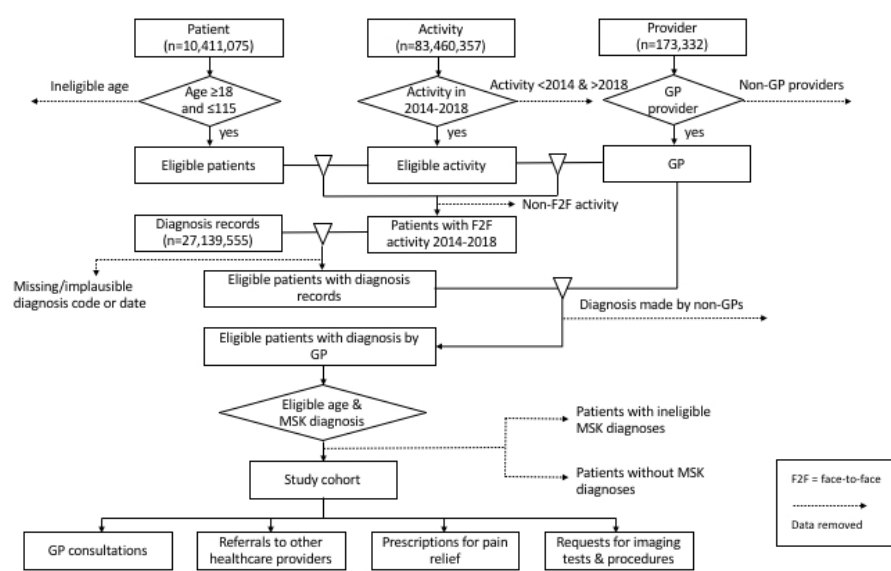 Patient
(n=10,411,075)
Activity
(n=83,460,357)
Provider
(n=173,332)
Ineligible age
Age ≥18
and ≤115
Activity in
2014-2018
Activity <2014 & >2018
GP
provider
Non-GP providers
yes
yes
yes
Eligible patients
Eligible activity
GP
Non-F2F activity
Diagnosis records
(n=27,139,555)
Patients with F2F
activity 2014-2018
Missing/implausible
diagnosis code or date
Eligible patients with diagnosis
records
Diagnosis made by non-GPs
Eligible patients with diagnosis by
GP
Eligible age &
MSK diagnosis
Patients with ineligible
MSK diagnoses
Study cohort
Patients without MSK
diagnoses
F2F = face-to-face
Data removed
GP consultations
Referrals to other
healthcare providers
Prescriptions for pain
relief
Requests for imaging
tests & procedures